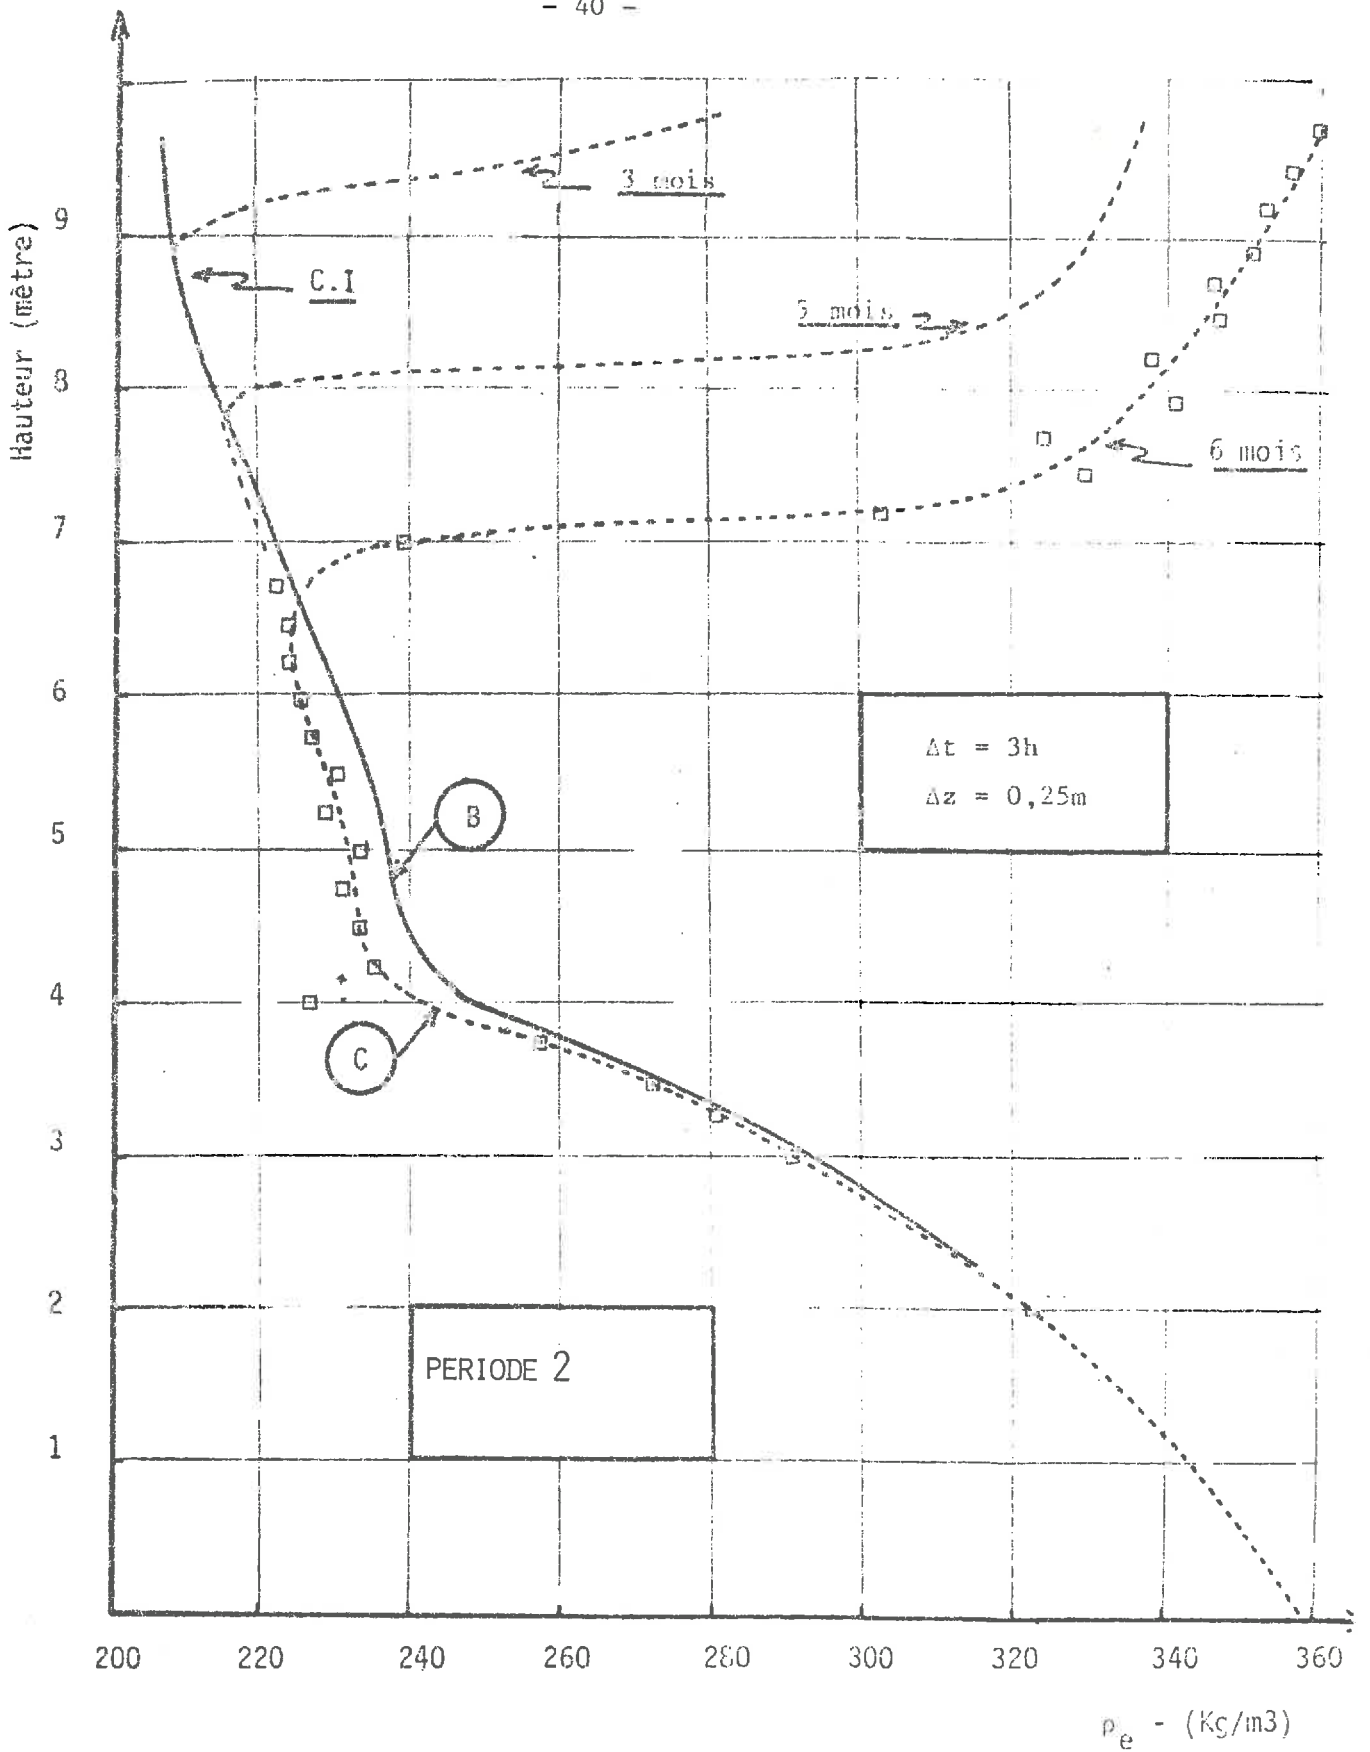 - 40 -
Hauteur (mètre)
9
8
7
6
5
4
3
2
1
3 mois
C.I
5 mois
6 mois
Δt = 3h
Δz = 0,25m
B
C
PERIODE 2
200 220 240 260 280 300 320 340 360
ρe - (Kg/m3)